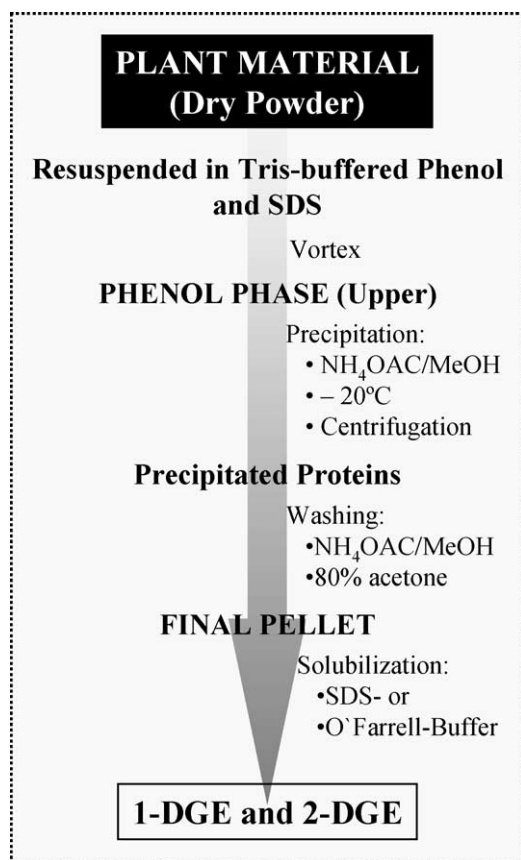 PLANT MATERIAL
(Dry Powder)
Resuspended in Tris-buffered Phenol
and SDS
Vortex
PHENOL PHASE (Upper)
Precipitation:
• NH₄OAC/MeOH
• – 20ºC
• Centrifugation
Precipitated Proteins
Washing:
•NH₄OAC/MeOH
•80% acetone
FINAL PELLET
Solubilization:
•SDS- or
•O`Farrell-Buffer
1-DGE and 2-DGE